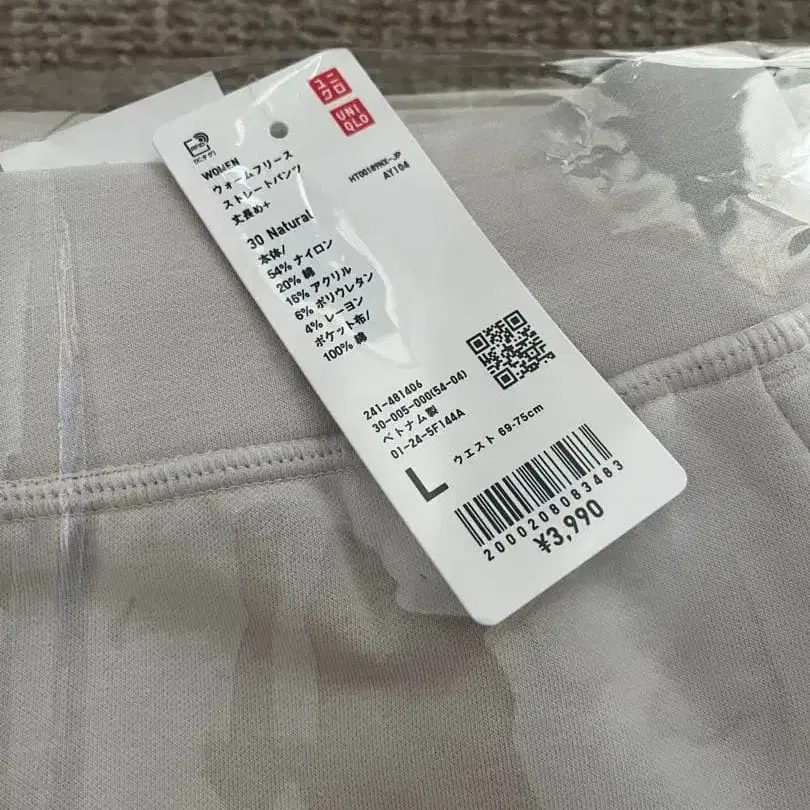 ユニ
クロ
UNI
QLO
RFID
WOMEN
ウォームフリース
ストレートパンツ
丈長め+
HT00189NX-JP
AY104
30 Natural
本体/
54% ナイロン
20% 綿
16% アクリル
6% ポリウレタン
4% レーヨン
ポケット布/
100% 綿
241-481406
30-005-000(54-04)
ベトナム製
01-24-5F144A
L
ウエスト 69-75cm
2000208083483
¥3,990